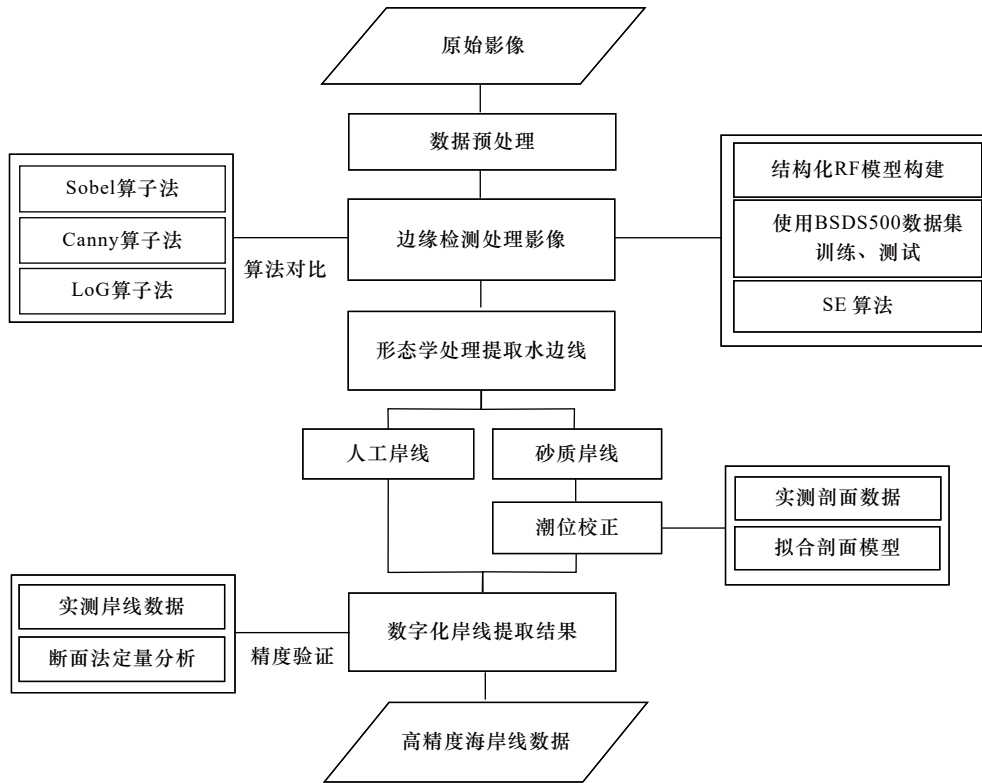 原始影像
数据预处理
Sobel算子法
Canny算子法
LoG算子法
算法对比
边缘检测处理影像
结构化RF模型构建
使用BSDS500数据集
训练、测试
SE 算法
形态学处理提取水边线
人工岸线
砂质岸线
潮位校正
实测剖面数据
拟合剖面模型
实测岸线数据
断面法定量分析
精度验证
数字化岸线提取结果
高精度海岸线数据